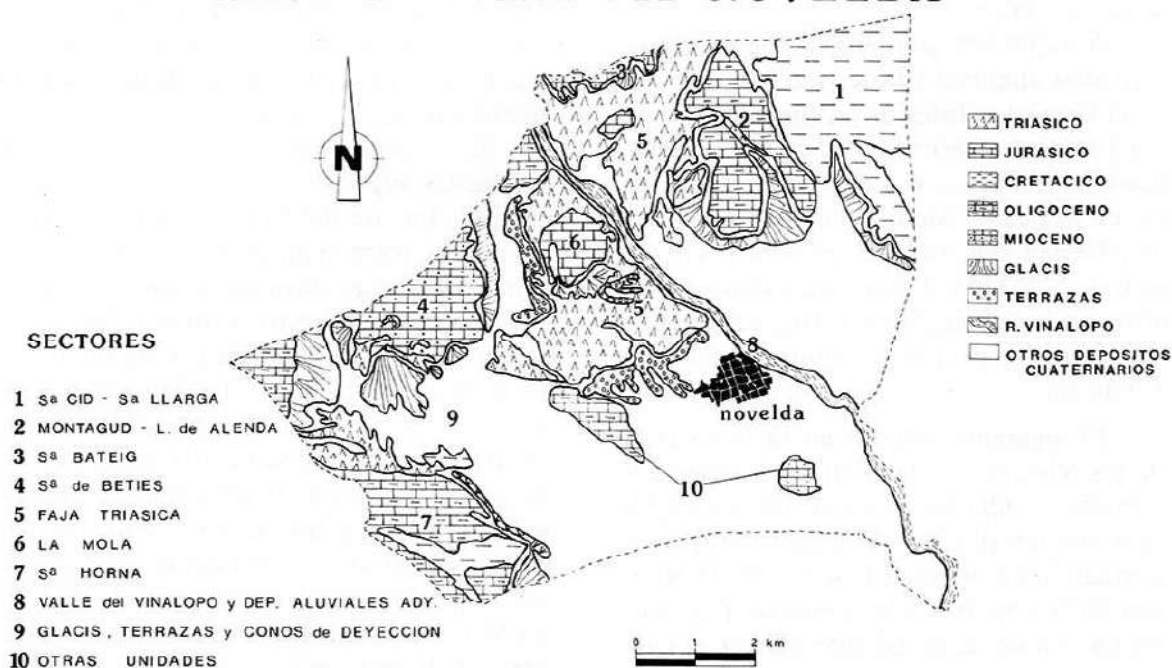 NOVELDA
N
1
2
3
5
6
4
5
8
9
novelda
10
7
TRIASICO
JURASICO
CRETACICO
OLIGOCENO
MIOCENO
GLACIS
TERRAZAS
R.VINALOPO
OTROS DEPOSITOS
CUATERNARIOS
SECTORES
1 Sª CID - Sª LLARGA
2 MONTAGUD - L. de ALENDA
3 Sª BATEIG
4 Sª de BETIES
5 FAJA TRIASICA
6 LA MOLA
7 Sª HORNA
8 VALLE del VINALOPO y DEP. ALUVIALES ADY.
9 GLACIS, TERRAZAS y CONOS de DEYECCION
10 OTRAS UNIDADES
0 1 2 km